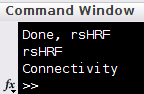 Command Window
Done, rsHRF
rsHRF
Connectivity
fx >>